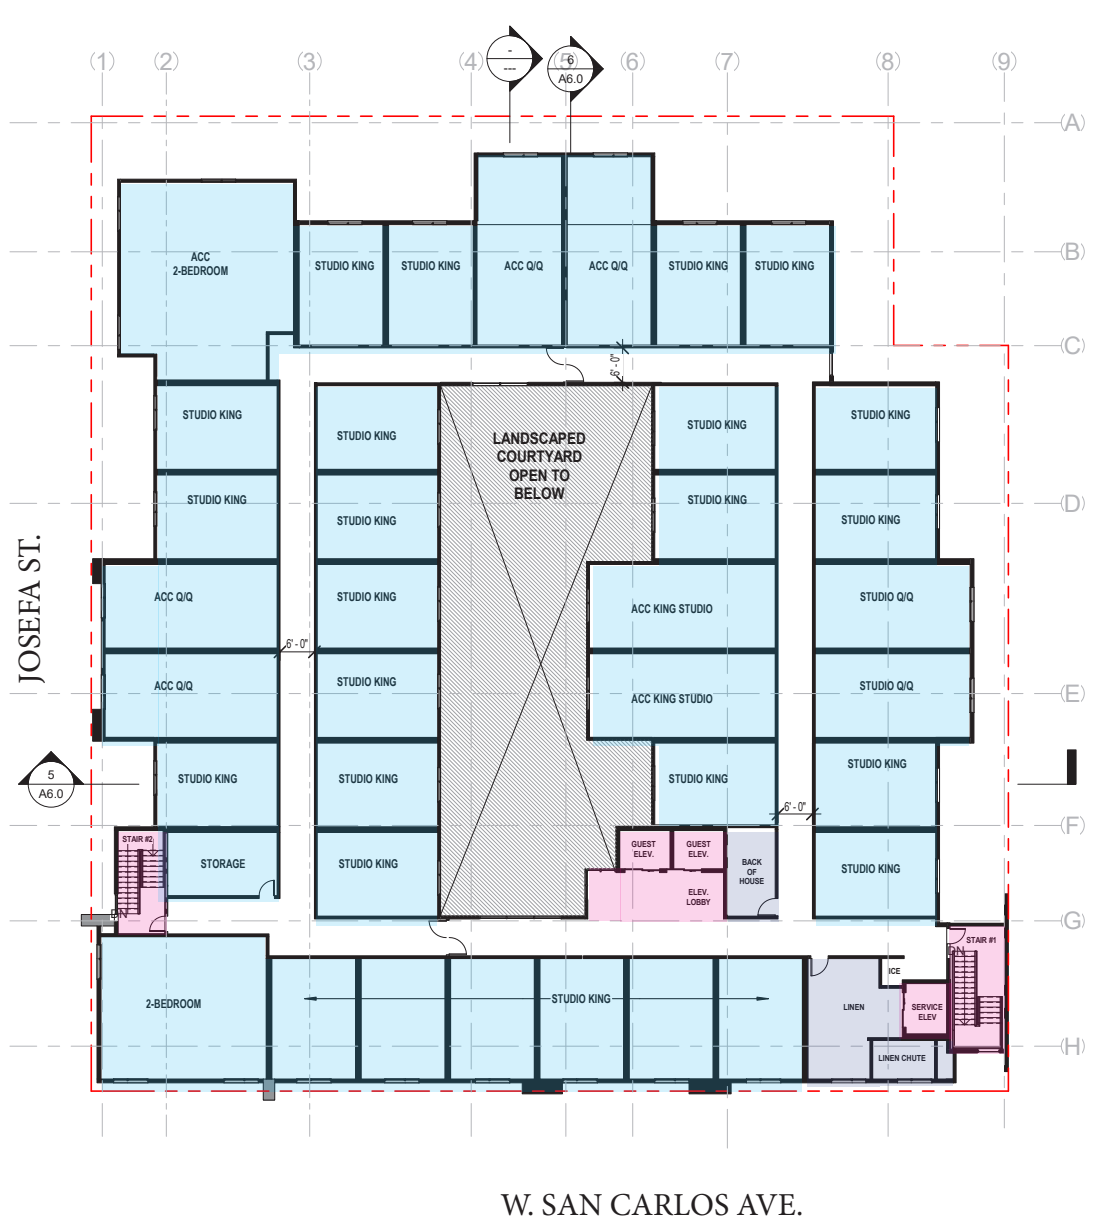 -
---
6
A6.0
(1)
(2)
(3)
(4)
(5)
(6)
(7)
(8)
(9)
(A)
(B)
(C)
(D)
(E)
(F)
(G)
(H)
ACC
2-BEDROOM
STUDIO KING
STUDIO KING
ACC Q/Q
ACC Q/Q
STUDIO KING
STUDIO KING
6' - 0"
STUDIO KING
STUDIO KING
LANDSCAPED
COURTYARD
OPEN TO
BELOW
STUDIO KING
STUDIO KING
STUDIO KING
STUDIO KING
STUDIO KING
STUDIO KING
JOSEFA ST.
ACC Q/Q
STUDIO KING
ACC KING STUDIO
STUDIO Q/Q
6' - 0"
ACC Q/Q
STUDIO KING
ACC KING STUDIO
STUDIO Q/Q
5
A6.0
STUDIO KING
STUDIO KING
STUDIO KING
STUDIO KING
6' - 0"
STAIR #2
DN
STORAGE
STUDIO KING
GUEST
ELEV.
GUEST
ELEV.
ELEV.
LOBBY
BACK
OF
HOUSE
STUDIO KING
STAIR #1
DN
2-BEDROOM
STUDIO KING
LINEN
ICE
SERVICE
ELEV
LINEN CHUTE
W. SAN CARLOS AVE.